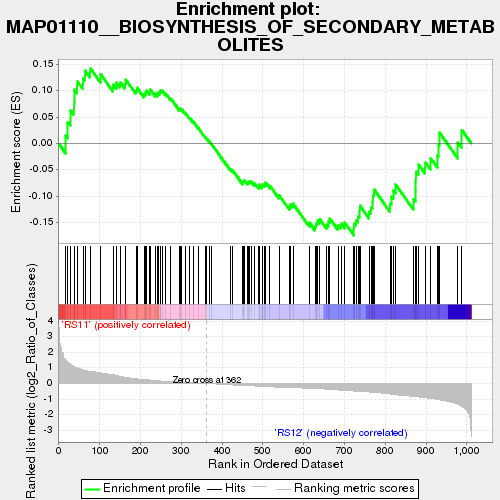 Enrichment plot:
MAP01110__BIOSYNTHESIS_OF_SECONDARY_METAB
OLITES
Enrichment score (ES)
0.15
0.10
0.05
0.00
-0.05
-0.10
-0.15
Ranked list metric (log2_Ratio_of_Classes)
4
3
2
1
0
-1
-2
-3
'RS11' (positively correlated)
Zero cross at 362
'RS12' (negatively correlated)
0
100
200
300
400
500
600
700
800
900
1,000
Rank in Ordered Dataset
Enrichment profile
Hits
Ranking metric scores